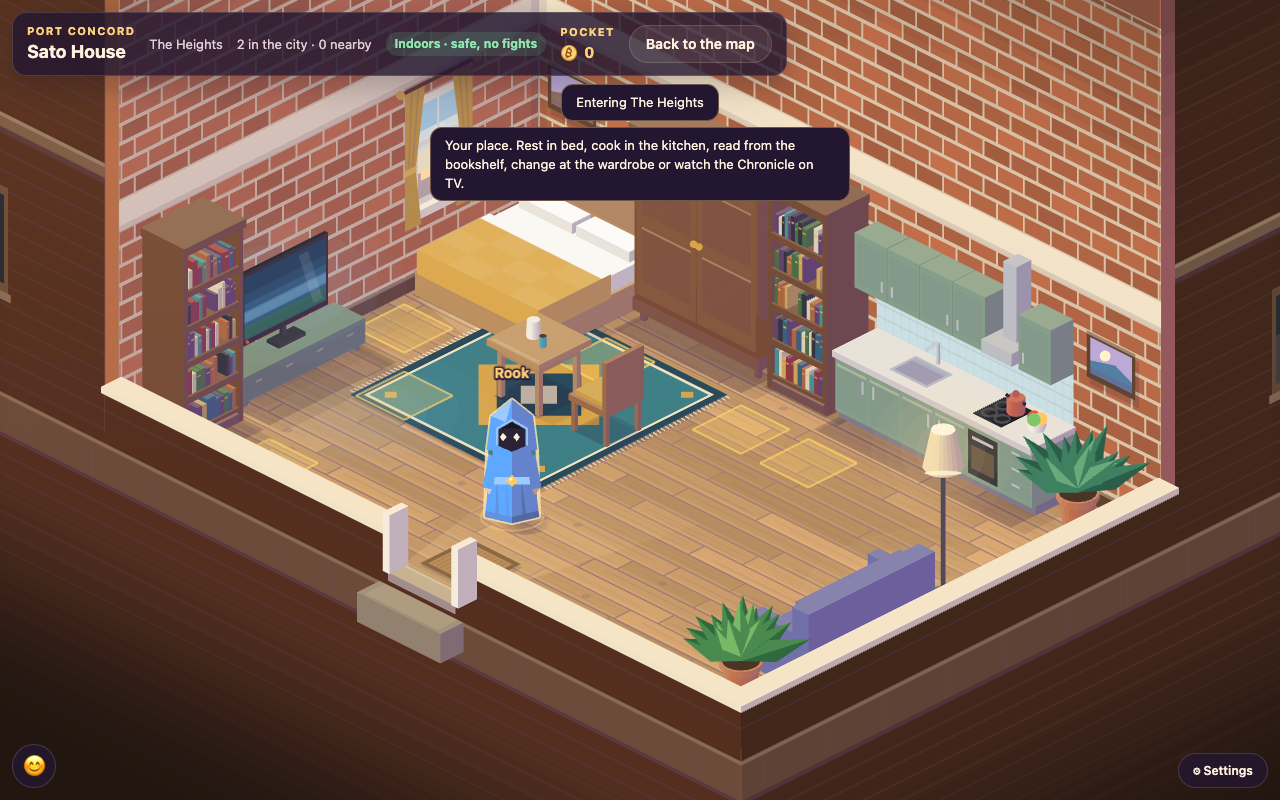 PORT CONCORD
Sato House
The Heights
2 in the city · 0 nearby
Indoors · safe, no fights
POCKET
0
Back to the map
Entering The Heights
Your place. Rest in bed, cook in the kitchen, read from the
bookshelf, change at the wardrobe or watch the Chronicle on
TV.
Rook
Settings